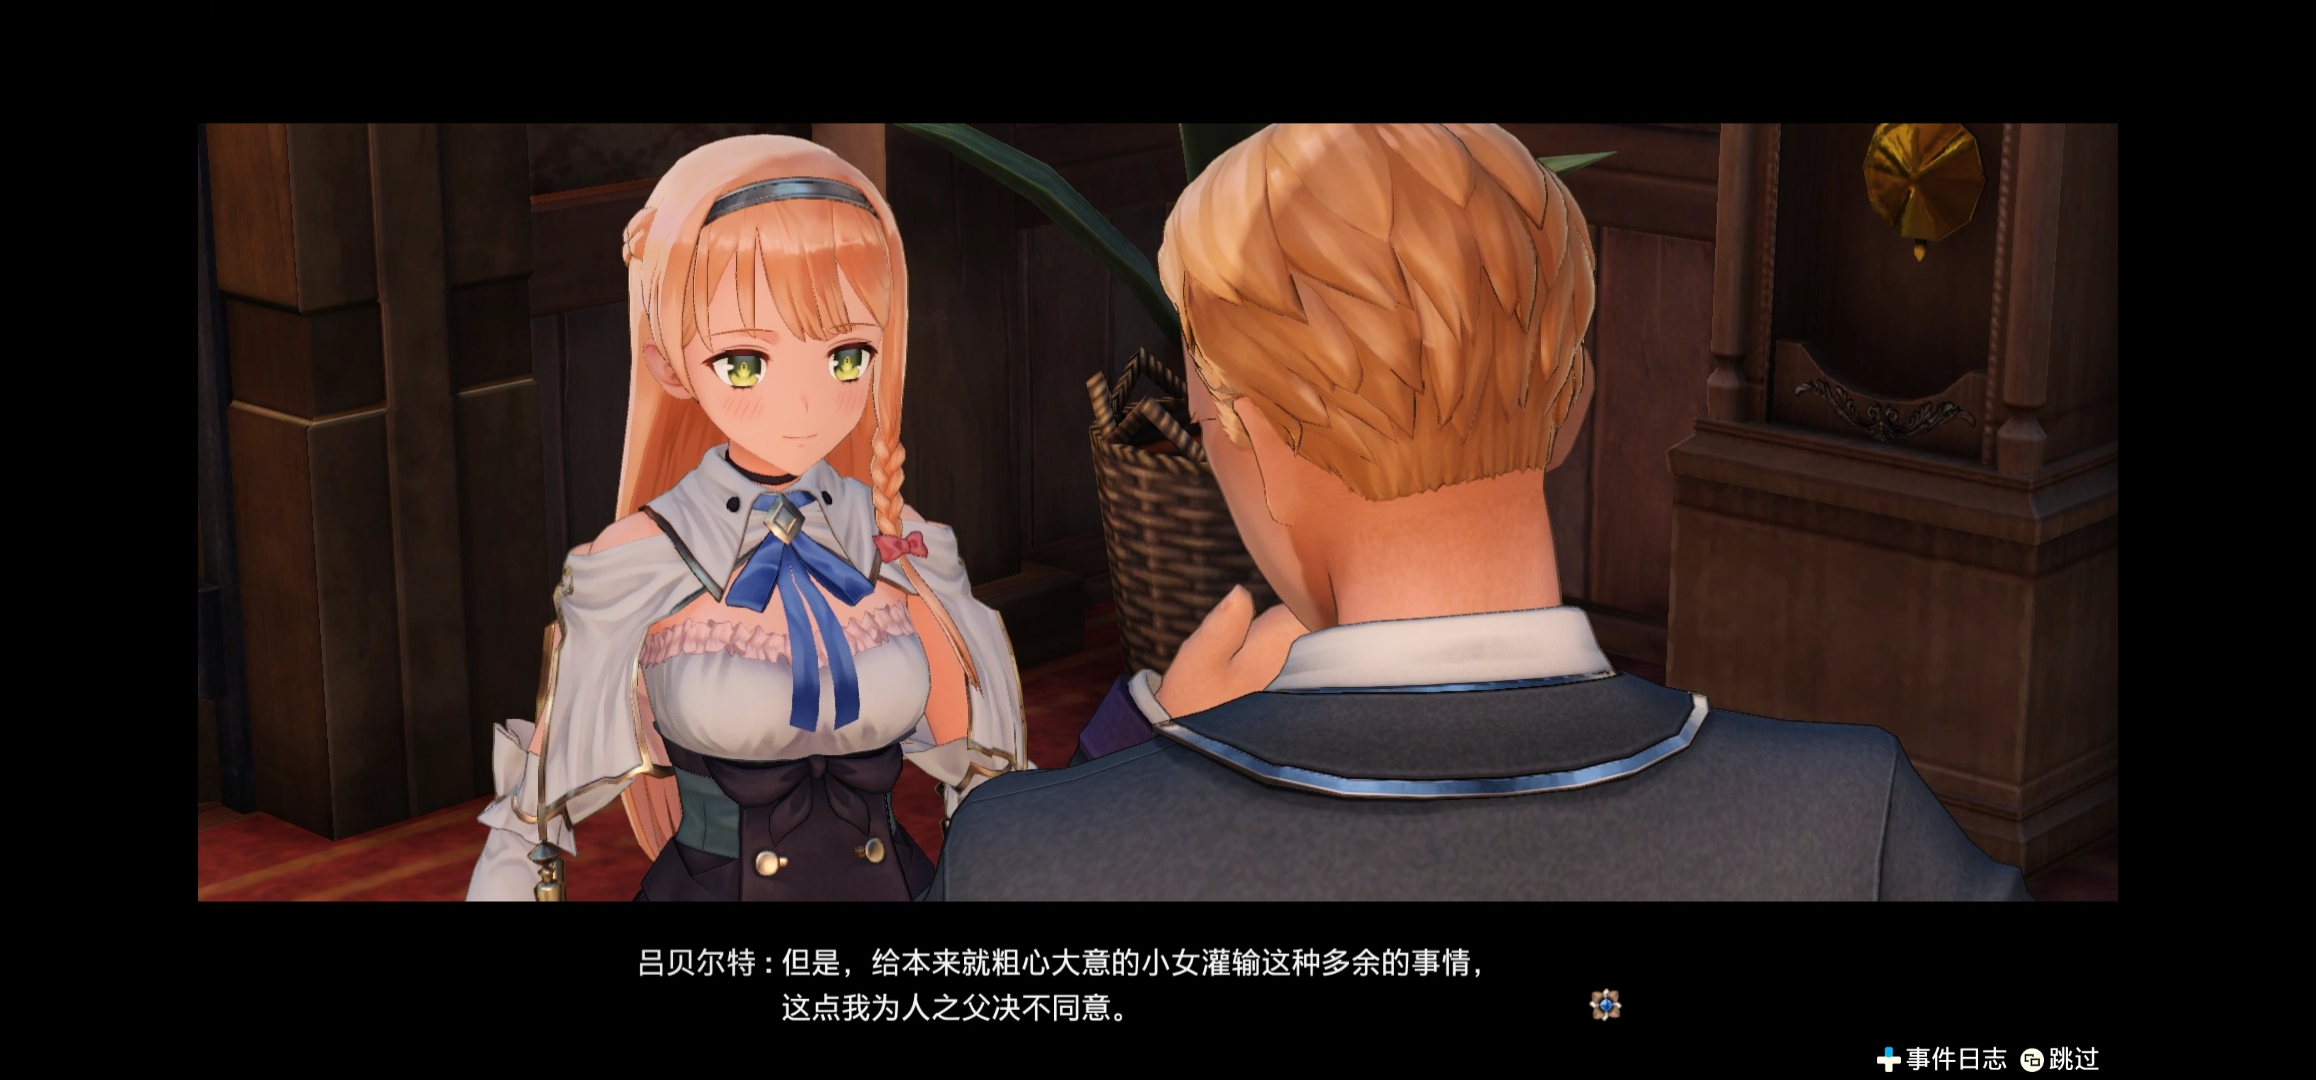 吕贝尔特:但是，给本来就粗心大意的小女灌输这种多余的事情，
这点我为人之父决不同意。
事件日志 跳过